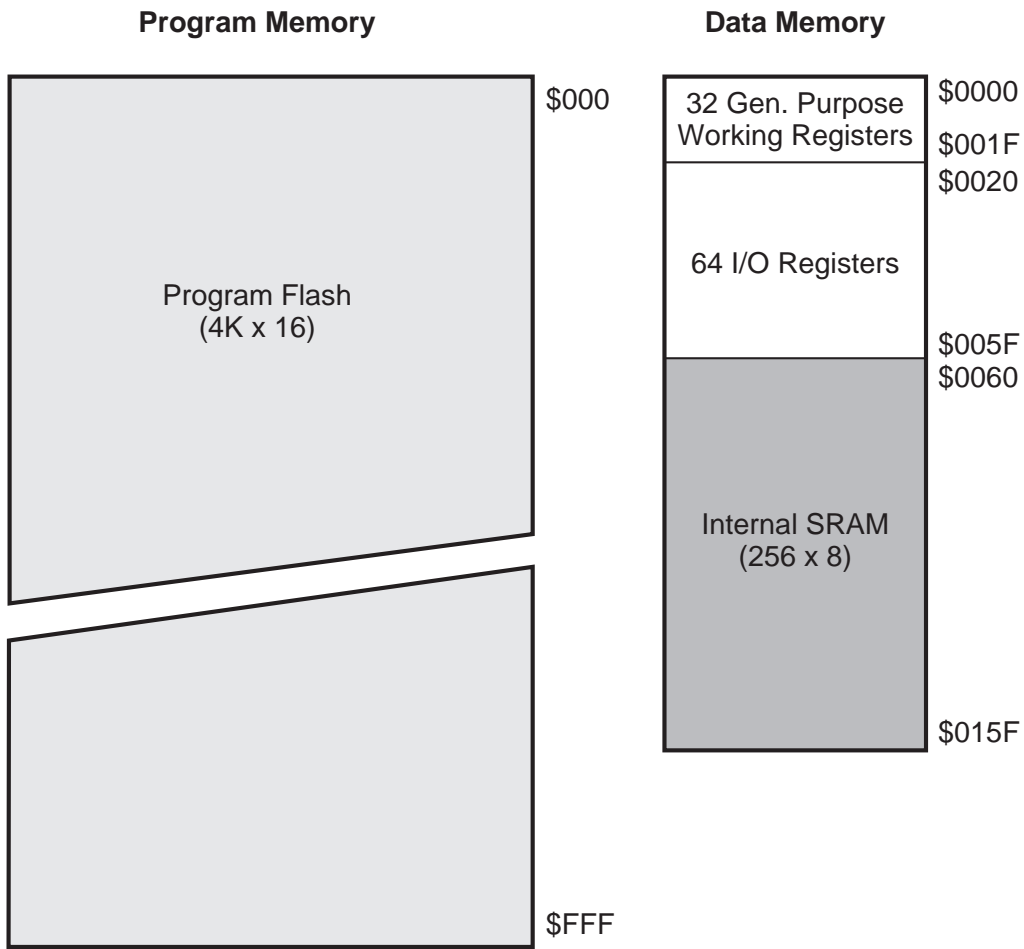 Program Memory
$000
Program Flash
(4K x 16)
$FFF
Data Memory
32 Gen. Purpose
Working Registers
$0000
$001F
$0020
64 I/O Registers
$005F
$0060
Internal SRAM
(256 x 8)
$015F